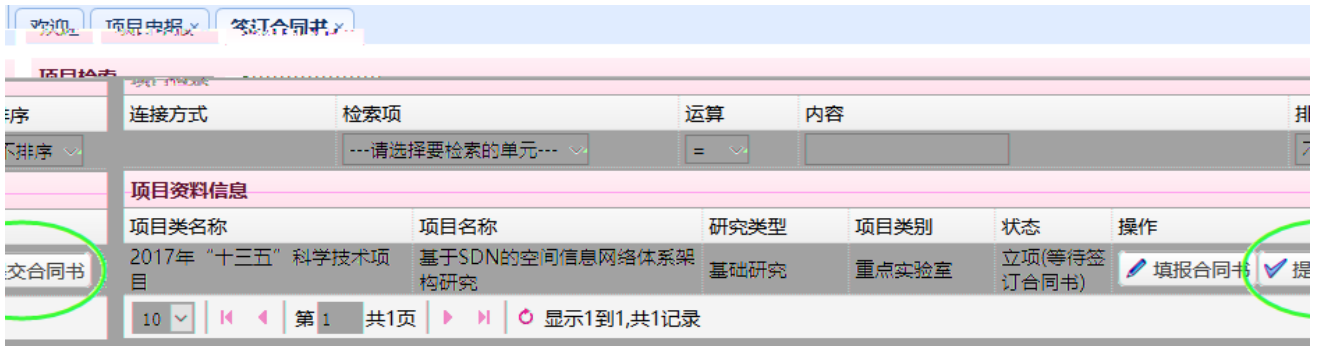 欢迎 项目申报 × 签订合同书 ×
项目检索
项目检索
序 连接方式 检索项 运算 内容 排
不排序 ---请选择要检索的单元--- =
项目资料信息
项目类名称 项目名称 研究类型 项目类别 状态 操作
交合同书 2017年“十三五”科学技术项目 基于SDN的空间信息网络体系架构研究 基础研究 重点实验室 立项(等待签订合同书) 填报合同书 提
10 第 1 共1页 显示1到1,共1记录